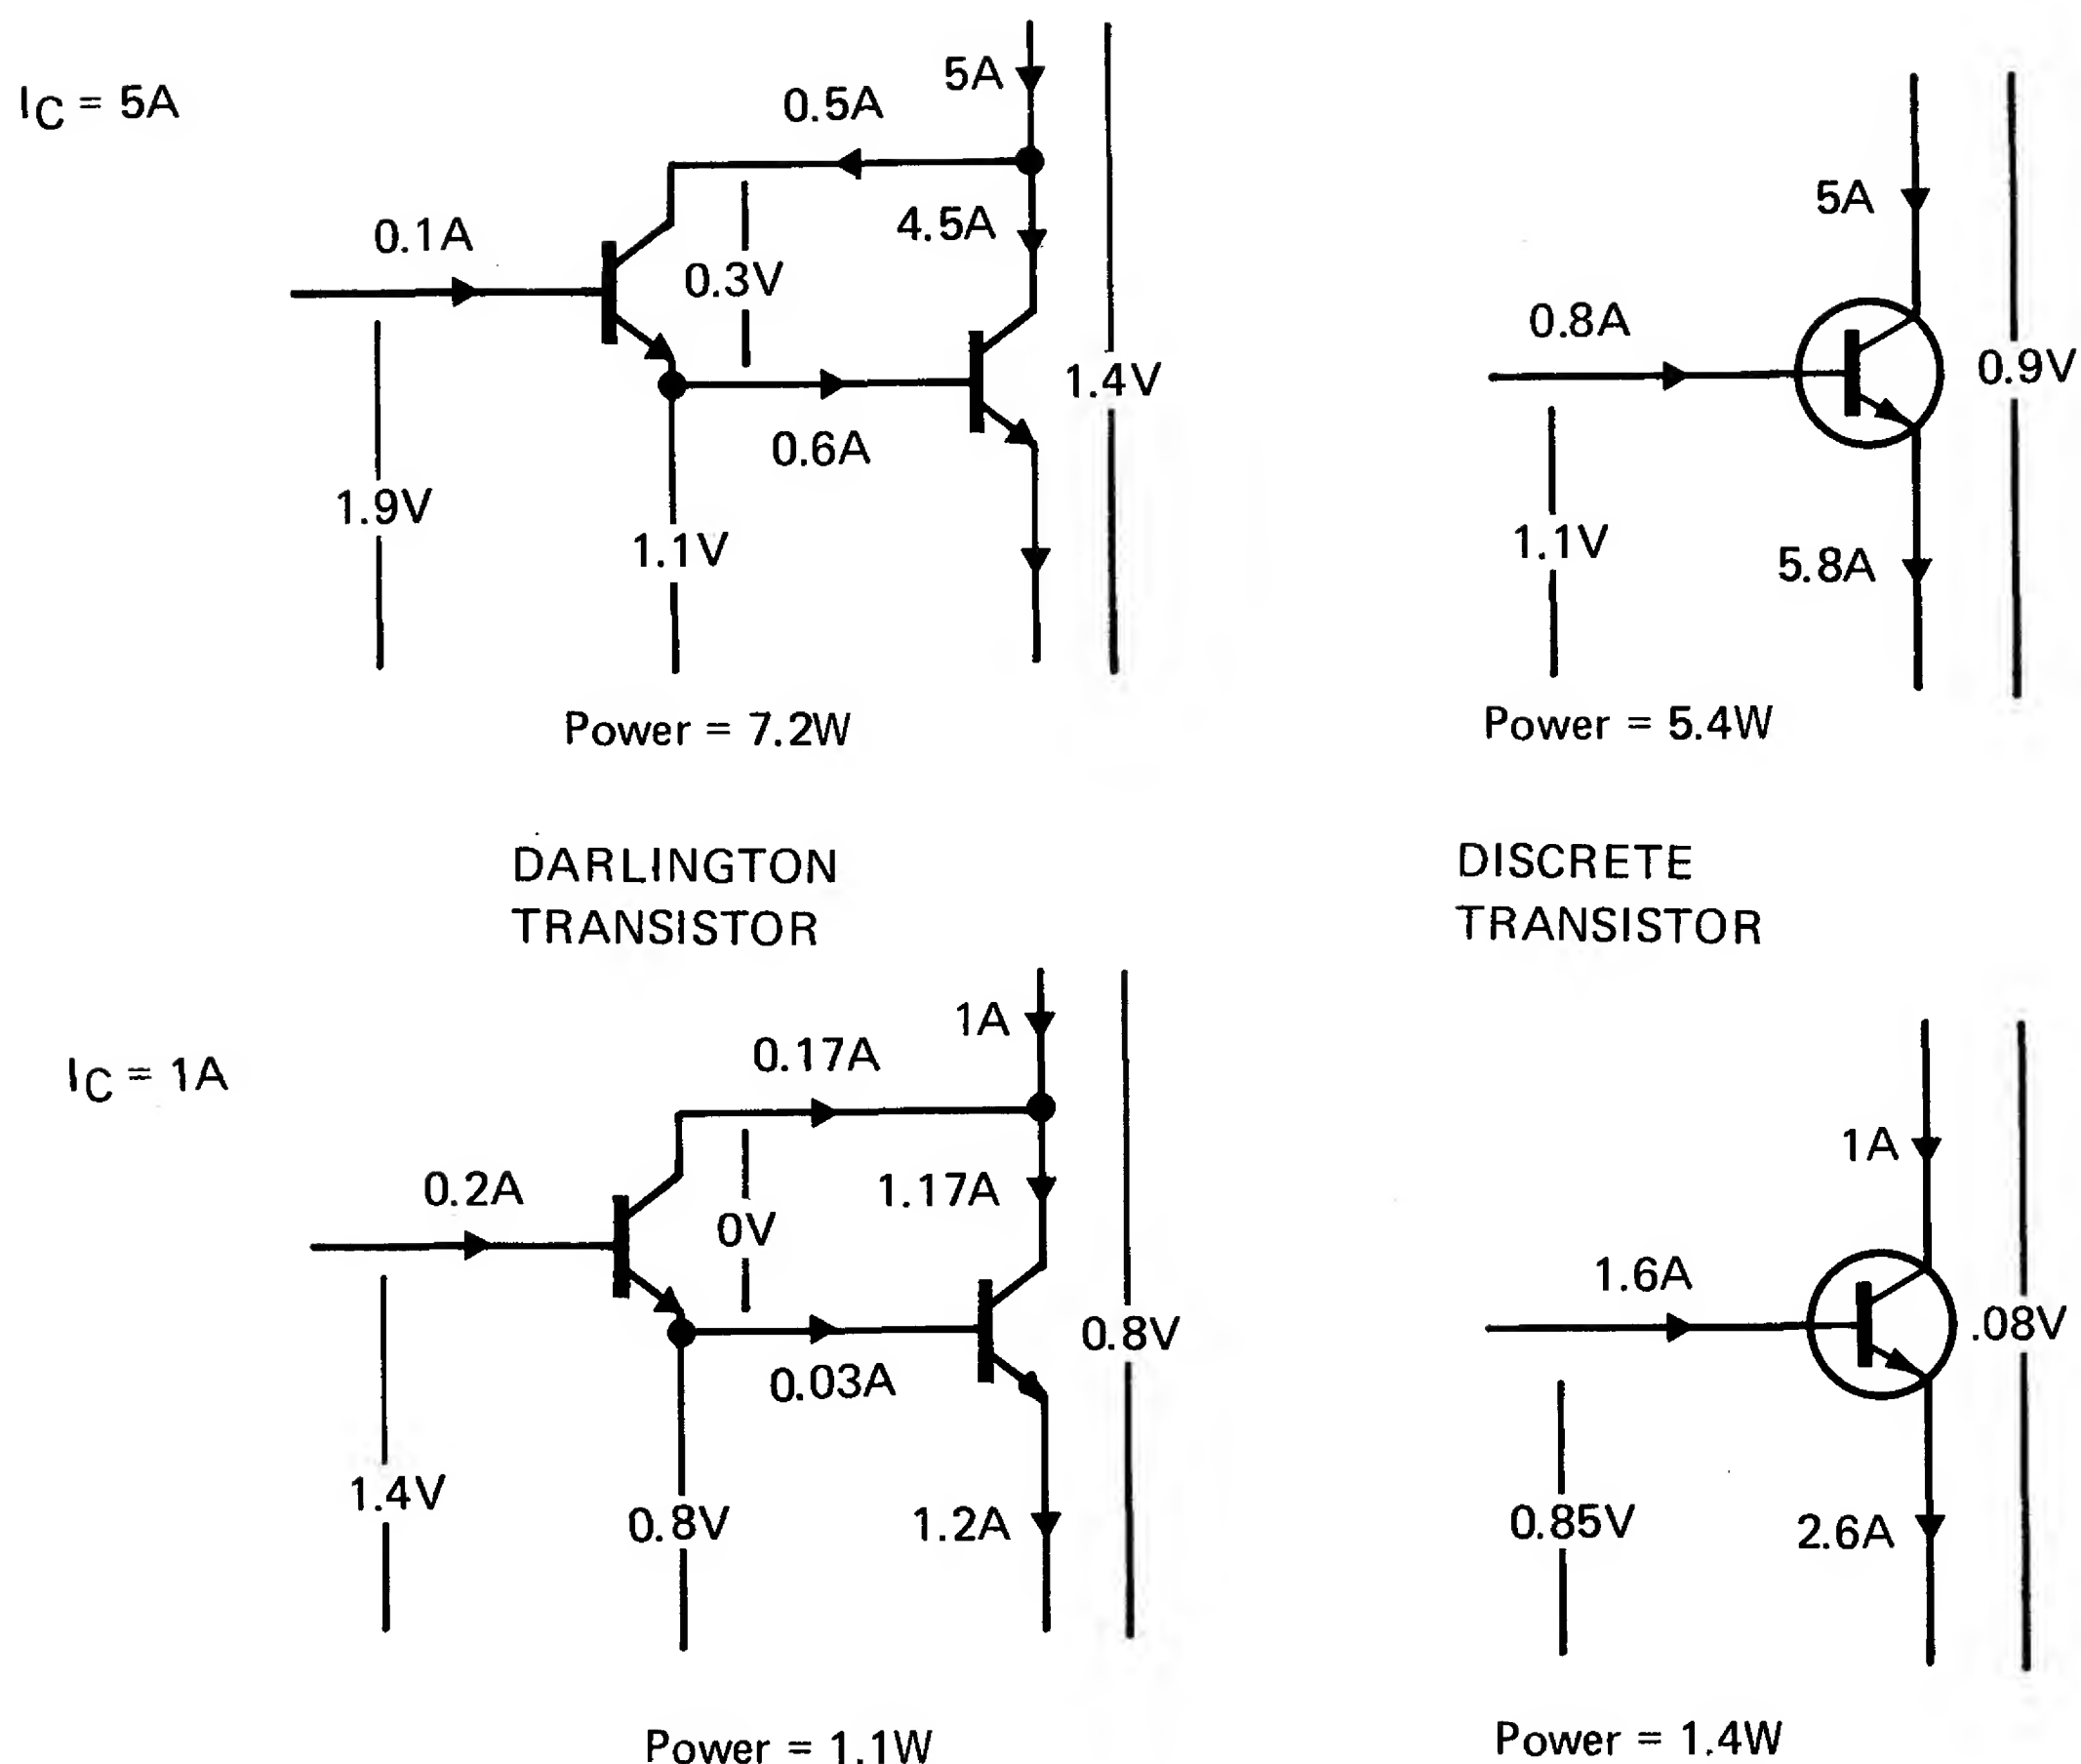 I_C = 5A
5A
0.5A
4.5A
0.1A
0.3V
1.4V
0.6A
1.9V
1.1V
Power = 7.2W
5A
0.8A
0.9V
1.1V
5.8A
Power = 5.4W
DARLINGTON
TRANSISTOR
DISCRETE
TRANSISTOR
I_C = 1A
1A
0.17A
1.17A
0.2A
0V
0.8V
0.03A
1.4V
0.8V
1.2A
Power = 1.1W
1A
1.6A
.08V
0.85V
2.6A
Power = 1.4W